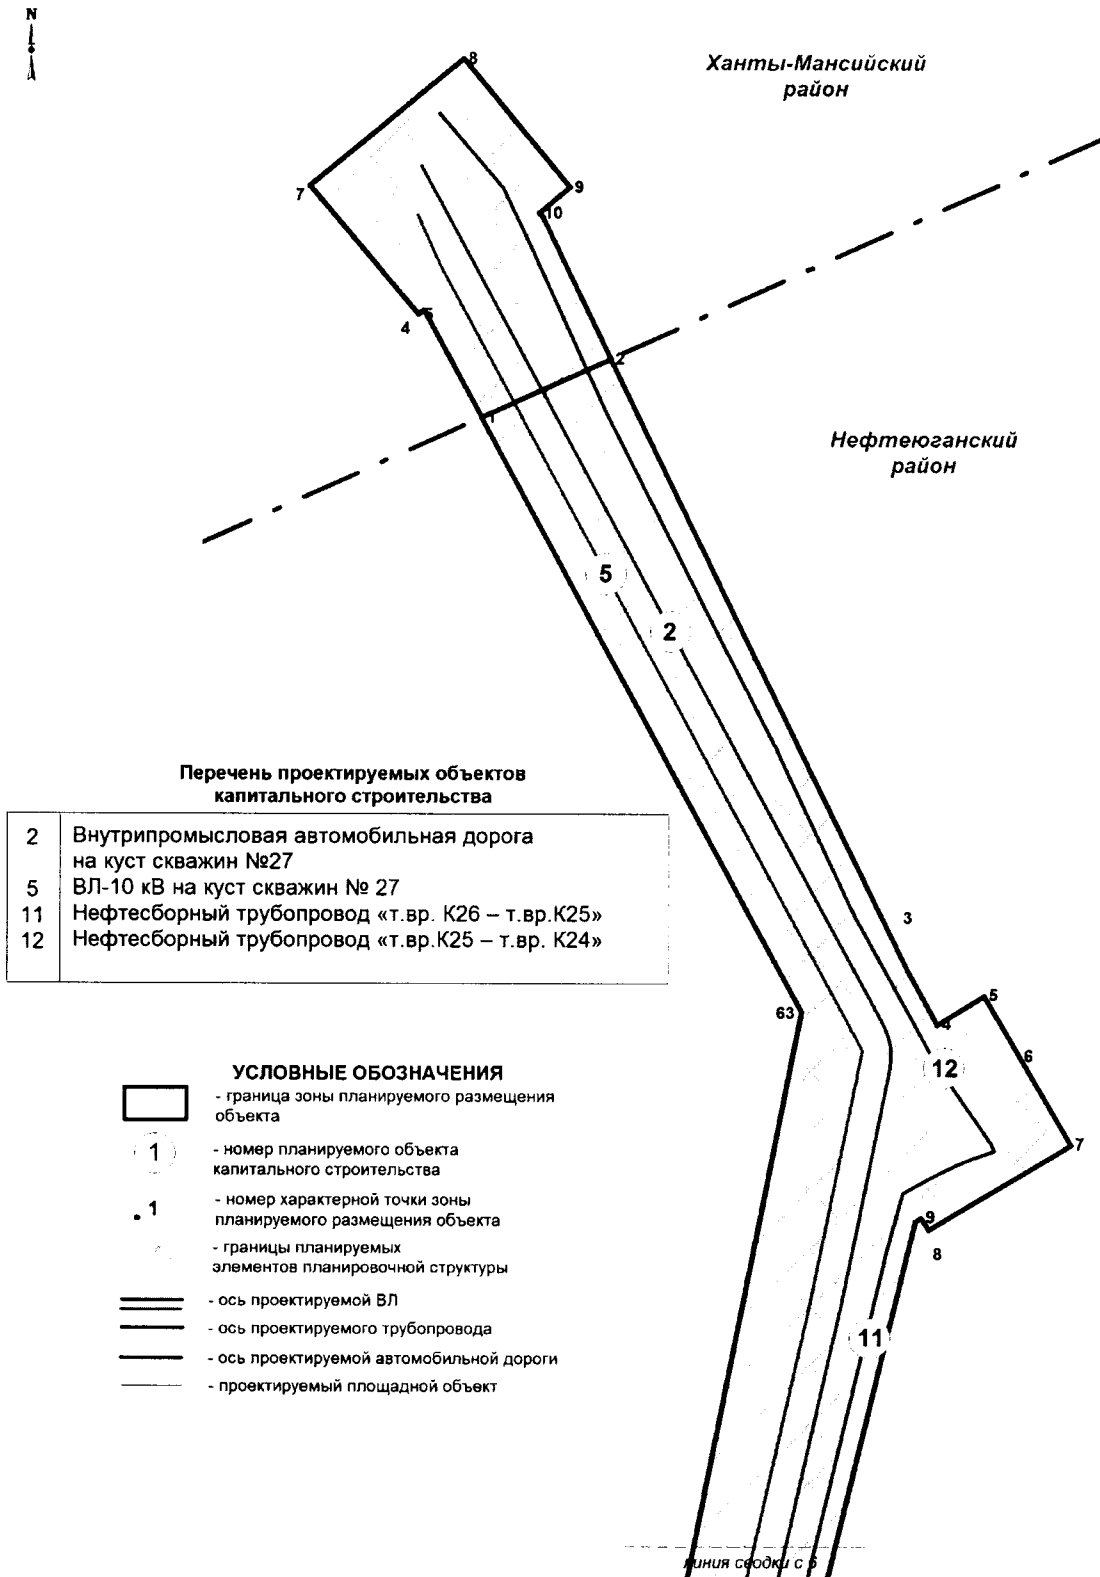 N
Ханты-Мансийский
район
8
7
9
10
4
5
2
1
Нефтеюганский
район
5
2
Перечень проектируемых объектов
капитального строительства
2 Внутрипромысловая автомобильная дорога
на куст скважин №27
5 ВЛ-10 кВ на куст скважин № 27
11 Нефтесборный трубопровод «т.вр. К26 – т.вр.К25»
12 Нефтесборный трубопровод «т.вр.К25 – т.вр. К24»
3
63
4
5
6
12
7
9
8
11
УСЛОВНЫЕ ОБОЗНАЧЕНИЯ
- граница зоны планируемого размещения
объекта
1 - номер планируемого объекта
капитального строительства
1 - номер характерной точки зоны
планируемого размещения объекта
- границы планируемых
элементов планировочной структуры
- ось проектируемой ВЛ
- ось проектируемого трубопровода
- ось проектируемой автомобильной дороги
- проектируемый площадной объект
линия сводки с 6